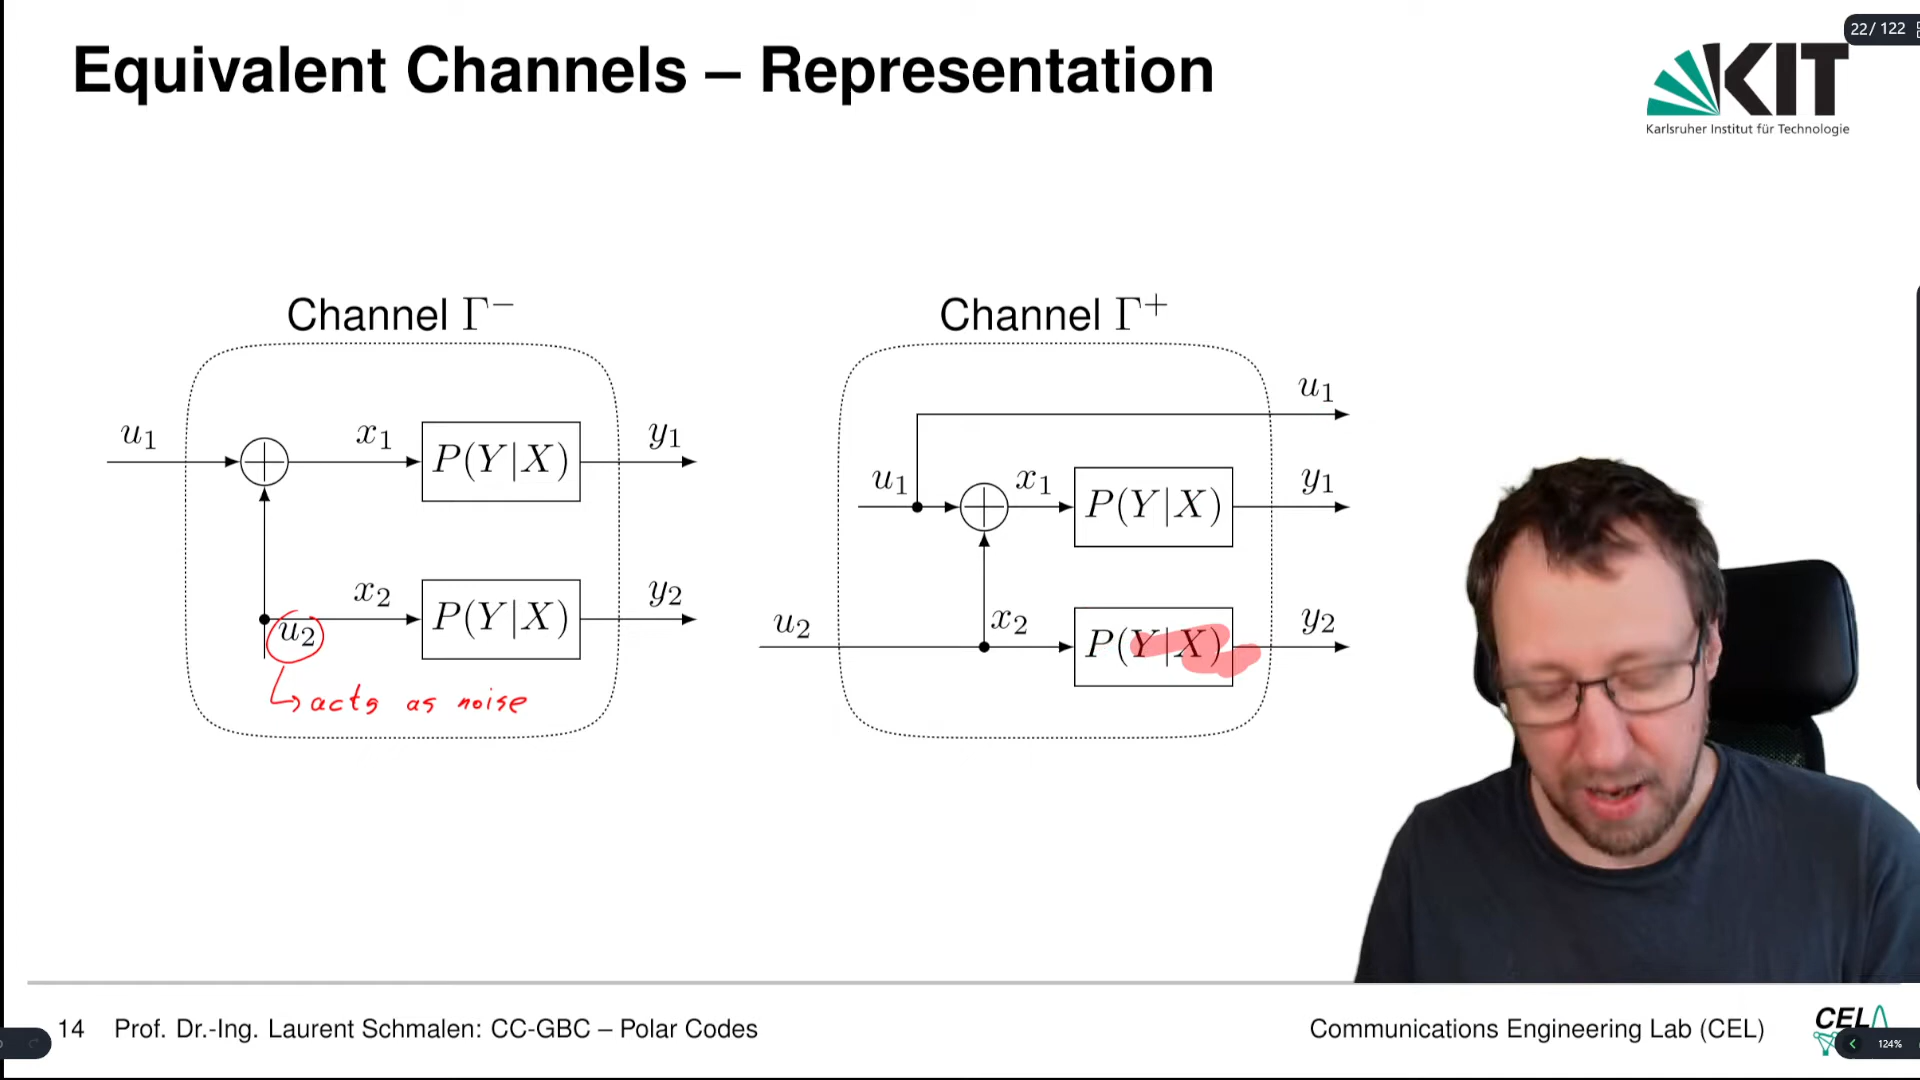 Equivalent Channels – Representation
22 / 122
KIT
Karlsruher Institut für Technologie
Channel Γ⁻
u₁
x₁
P(Y|X)
y₁
u₂
x₂
P(Y|X)
y₂
acts as noise
Channel Γ⁺
u₁
u₁
x₁
P(Y|X)
y₁
u₂
x₂
P(Y|X)
y₂
14 Prof. Dr.-Ing. Laurent Schmalen: CC-GBC – Polar Codes
Communications Engineering Lab (CEL)
CEL
124%